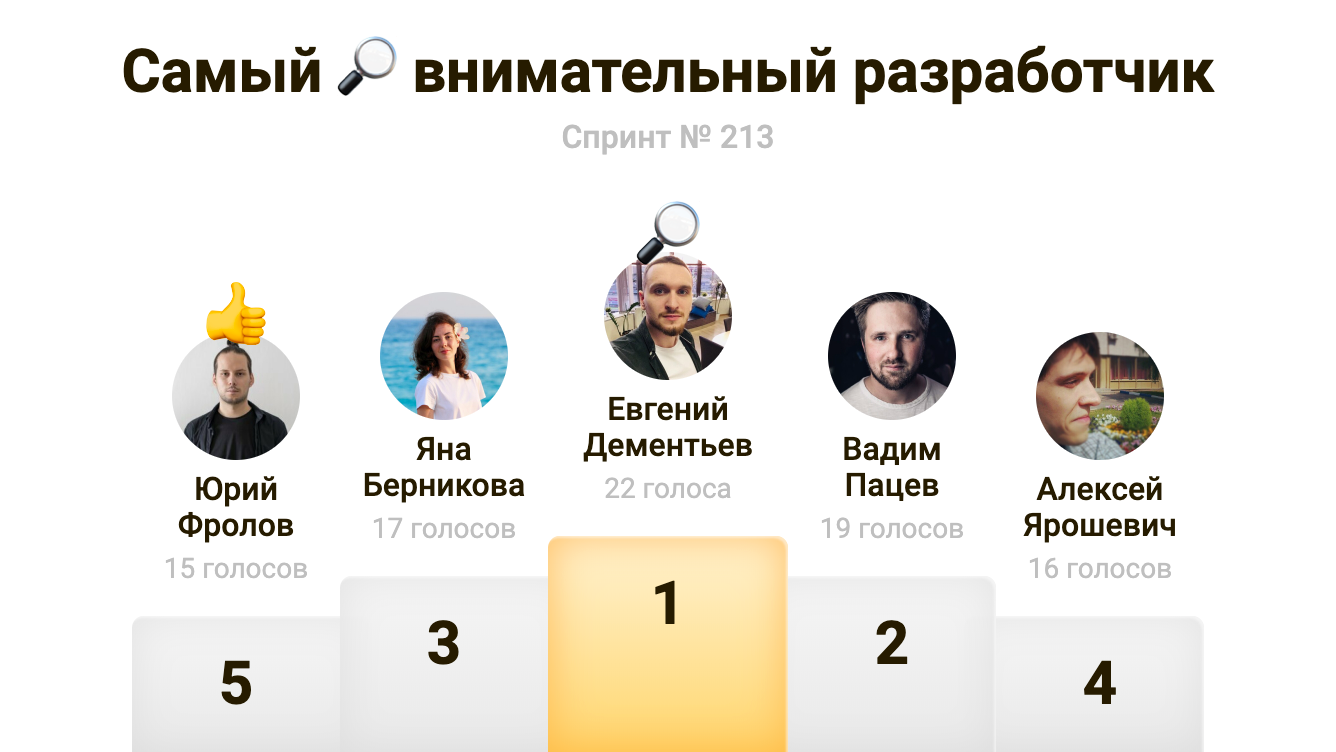 Самый 🔎 внимательный разработчик
Спринт № 213
Юрий
Фролов
15 голосов
5
Яна
Берникова
17 голосов
3
Евгений
Дементьев
22 голоса
1
Вадим
Пацев
19 голосов
2
Алексей
Ярошевич
16 голосов
4